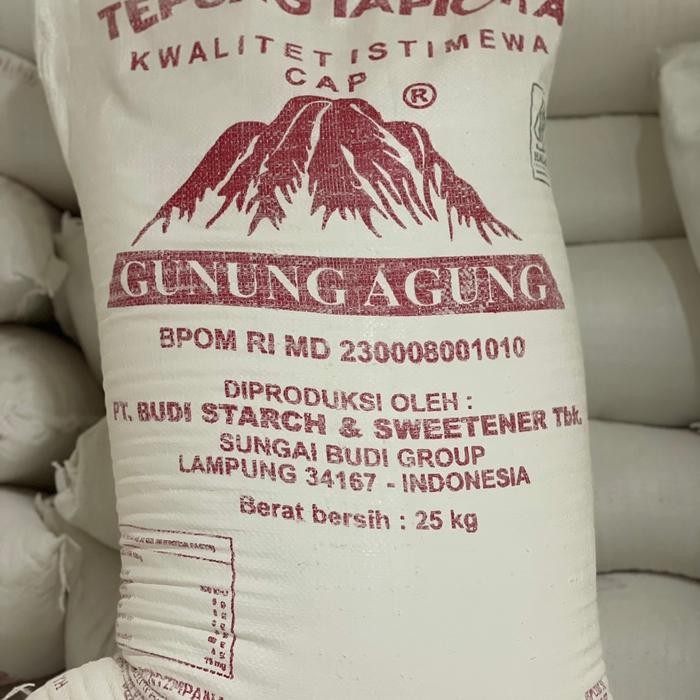 TEPUNG TAPIOKA
KWALITET ISTIMEWA
CAP ®
GUNUNG AGUNG
BPOM RI MD 230008001010
DIPRODUKSI OLEH :
PT. BUDI STARCH & SWEETENER Tbk.
SUNGAI BUDI GROUP
LAMPUNG 34167 - INDONESIA
Berat bersih : 25 kg